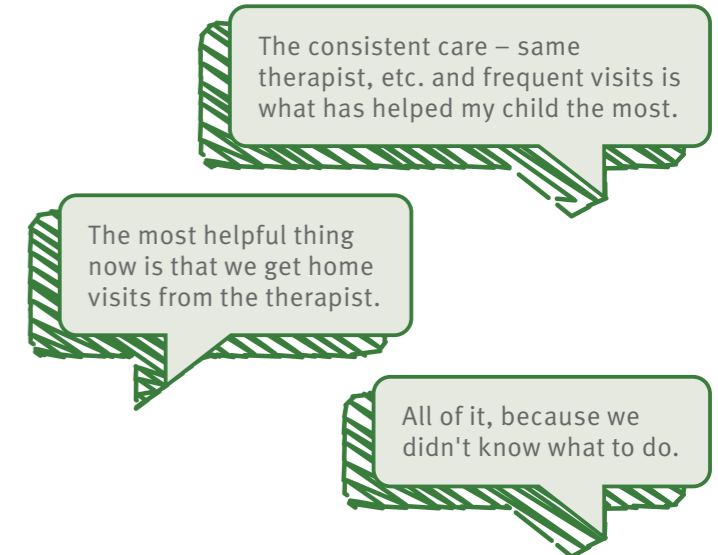 The consistent care – same
therapist, etc. and frequent visits is
what has helped my child the most.
The most helpful thing
now is that we get home
visits from the therapist.
All of it, because we
didn't know what to do.